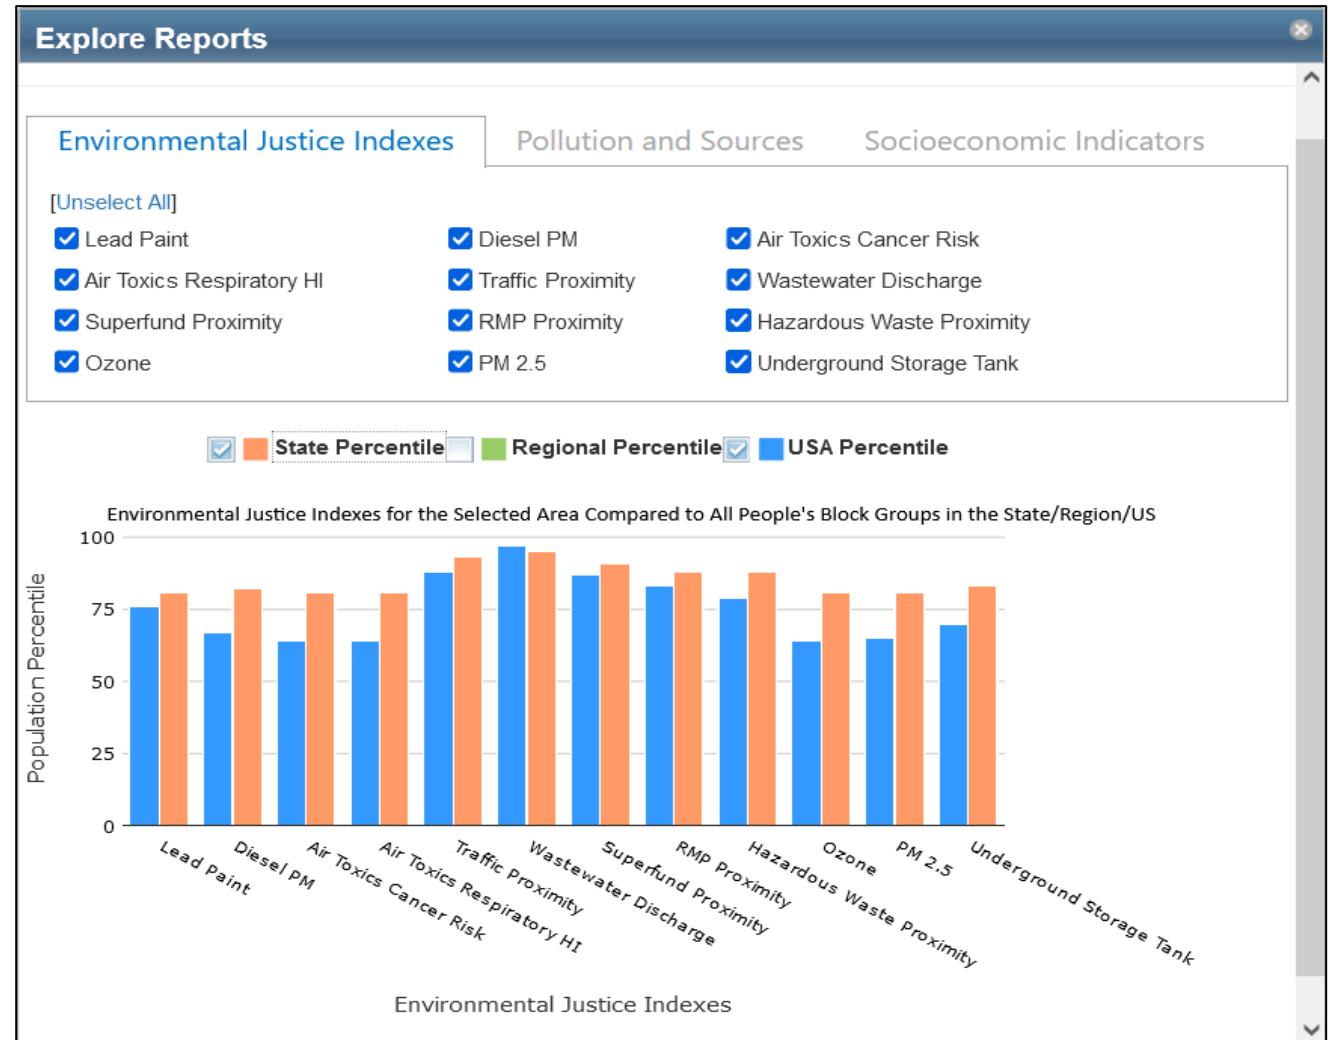 Explore Reports
Environmental Justice Indexes Pollution and Sources Socioeconomic Indicators
[Unselect All]
Lead Paint Diesel PM Air Toxics Cancer Risk
Air Toxics Respiratory HI Traffic Proximity Wastewater Discharge
Superfund Proximity RMP Proximity Hazardous Waste Proximity
Ozone PM 2.5 Underground Storage Tank
State Percentile Regional Percentile USA Percentile
Environmental Justice Indexes for the Selected Area Compared to All People's Block Groups in the State/Region/US
Population Percentile
100
75
50
25
0
Lead Paint
Diesel PM
Air Toxics Cancer Risk
Air Toxics Respiratory HI
Traffic Proximity
Wastewater Discharge
Superfund Proximity
RMP Proximity
Hazardous Waste Proximity
Ozone
PM 2.5
Underground Storage Tank
Environmental Justice Indexes